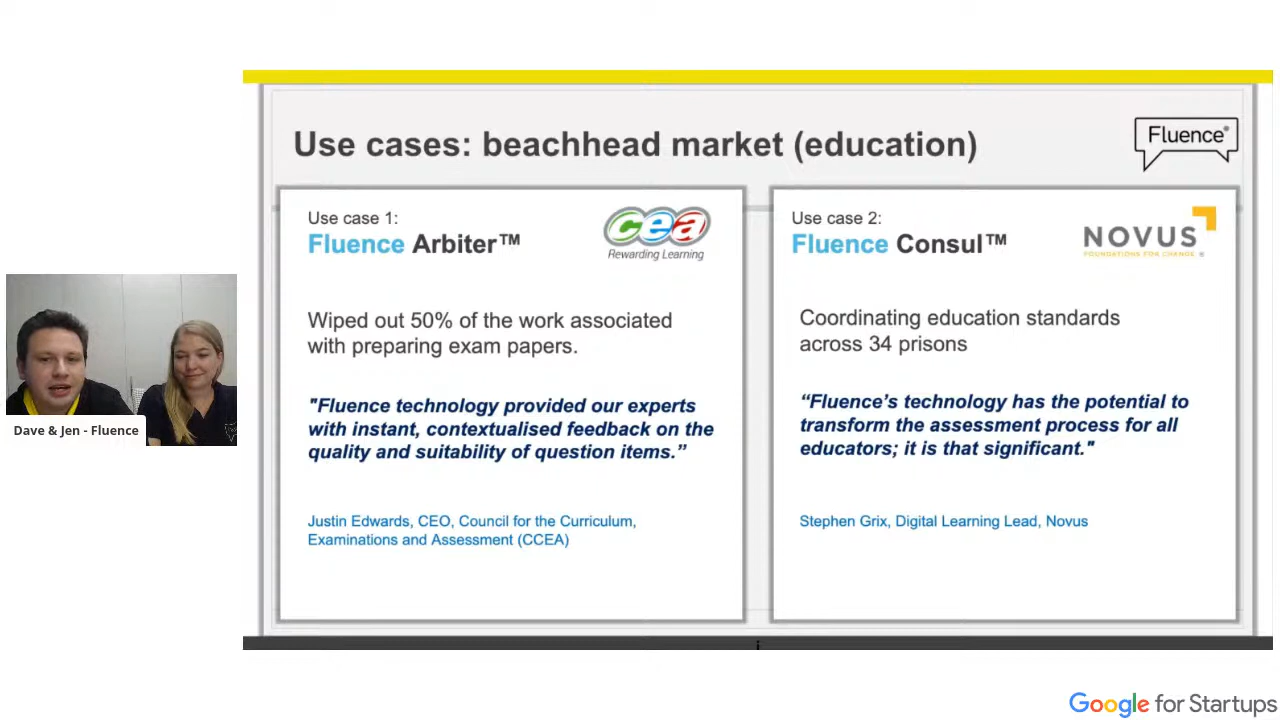 Use cases: beachhead market (education)
Fluence®
Use case 1:
Fluence Arbiter™
cea
Rewarding Learning
Wiped out 50% of the work associated
with preparing exam papers.
"Fluence technology provided our experts
with instant, contextualised feedback on the
quality and suitability of question items.”
Justin Edwards, CEO, Council for the Curriculum,
Examinations and Assessment (CCEA)
Use case 2:
Fluence Consul™
NOVUS
FOUNDATIONS FOR CHANGE
Coordinating education standards
across 34 prisons
“Fluence’s technology has the potential to
transform the assessment process for all
educators; it is that significant."
Stephen Grix, Digital Learning Lead, Novus
Dave & Jen - Fluence
Google for Startups